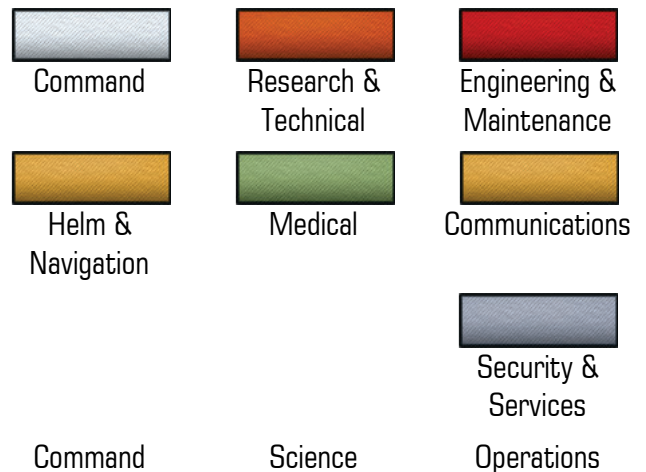 Command
Research &
Technical
Engineering &
Maintenance
Helm &
Navigation
Medical
Communications
Security &
Services
Command
Science
Operations